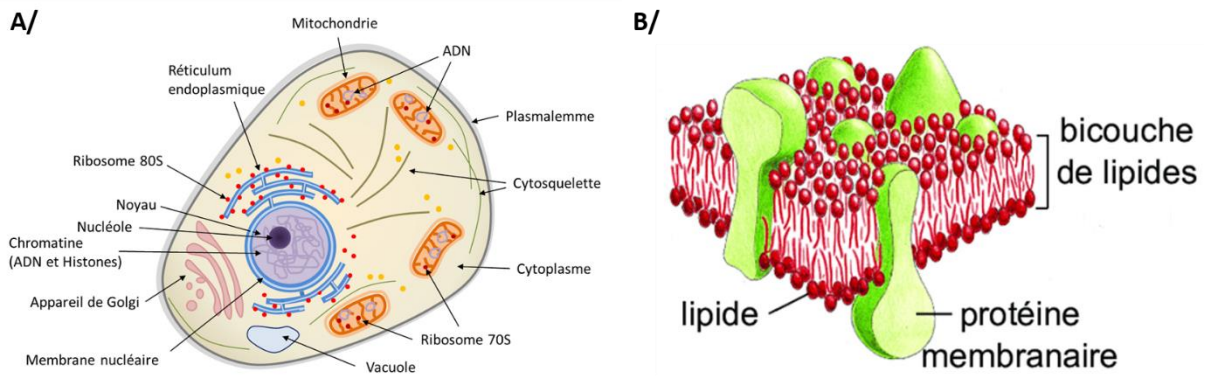 A/
Mitochondrie
ADN
Réticulum
endoplasmique
Plasmalemme
Ribosome 80S
Cytosquelette
Noyau
Nucléole
Chromatine
(ADN et Histones)
Cytoplasme
Appareil de Golgi
Ribosome 70S
Membrane nucléaire
Vacuole
B/
bicouche
de lipides
lipide
protéine
membranaire